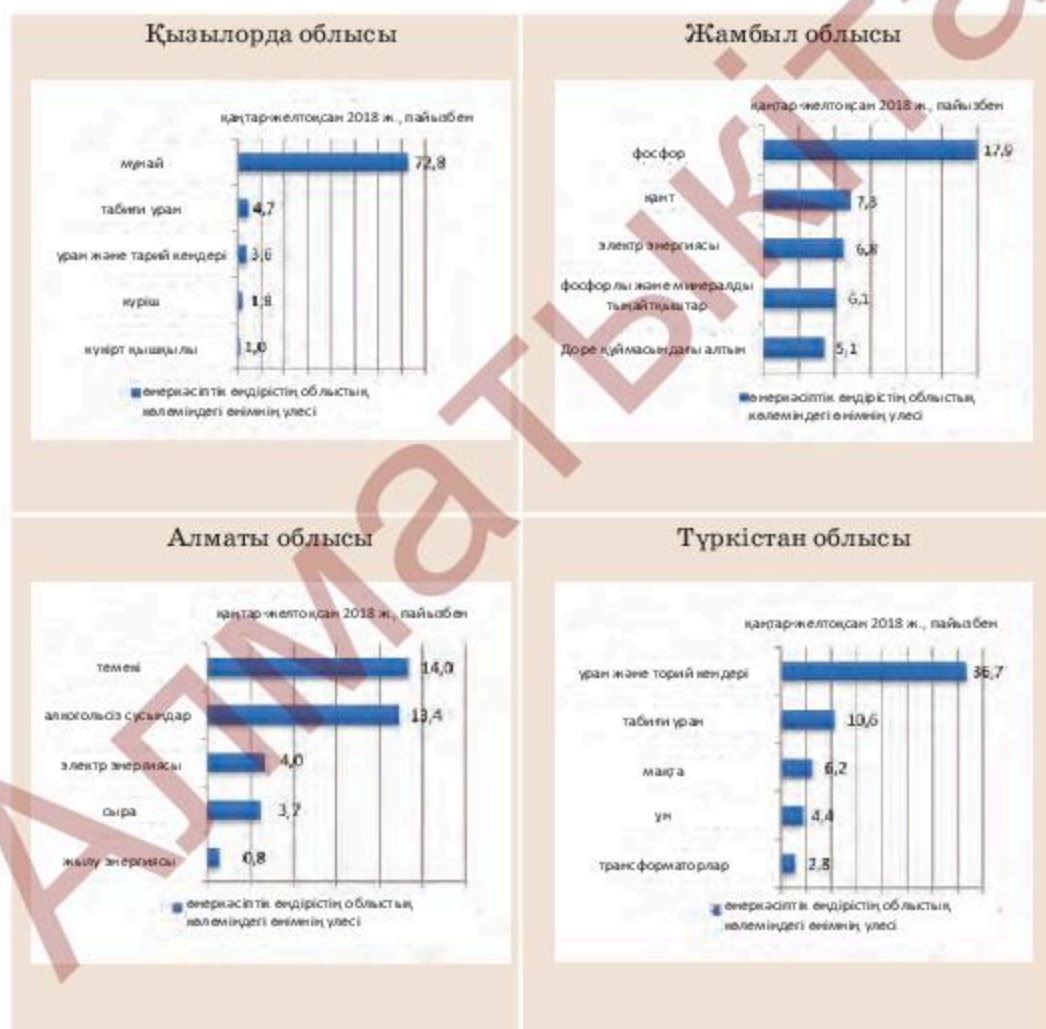 Қызылорда облысы
қаңтар-желтоқсан 2018 ж., пайызбен
мұнай
72,8
табиғи уран
4,7
уран және тарий кендері
3,6
күріш
1,8
күкірт қышқылы
1,0
өнеркәсіптік өндірістің облыстық
көлеміндегі өнімнің үлесі
Жамбыл облысы
қаңтар-желтоқсан 2018 ж., пайызбен
фосфор
17,9
қант
7,3
электр энергиясы
6,8
фосфорлы және минералды
тыңайтқыштар
6,1
Доре құймасындағы алтын
5,1
өнеркәсіптік өндірістің облыстық
көлеміндегі өнімнің үлесі
Алматы облысы
қаңтар-желтоқсан 2018 ж., пайызбен
темекі
14,0
алкогольсіз сусындар
13,4
электр энергиясы
4,0
сыра
3,7
жылу энергиясы
0,8
өнеркәсіптік өндірістің облыстық
көлеміндегі өнімнің үлесі
Түркістан облысы
қаңтар-желтоқсан 2018 ж., пайызбен
уран және торий кендері
36,7
табиғи уран
10,6
мақта
6,2
ұн
4,4
трансформаторлар
2,8
өнеркәсіптік өндірістің облыстық
көлеміндегі өнімнің үлесі
Алматыкіта